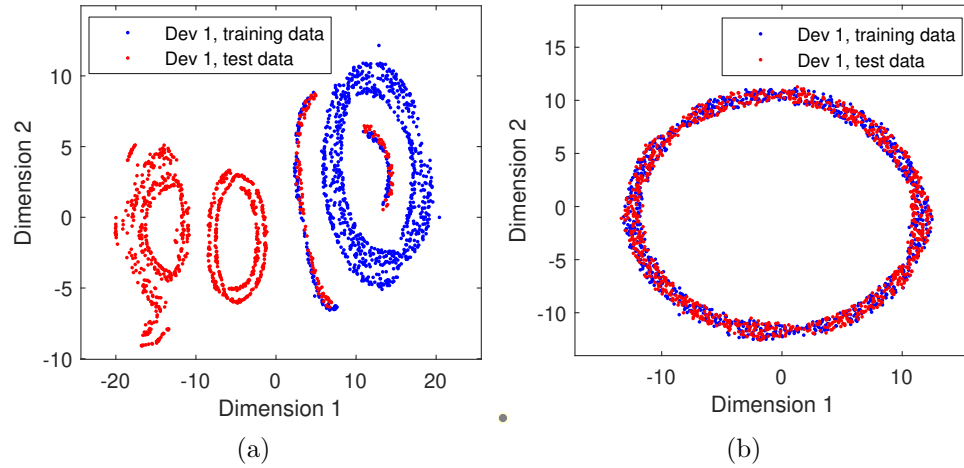 Dev 1, training data
Dev 1, test data
10
5
0
-5
-10
Dimension 2
-20
-10
0
10
20
Dimension 1
(a)
Dev 1, training data
Dev 1, test data
15
10
5
0
-5
-10
Dimension 2
-10
0
10
Dimension 1
(b)